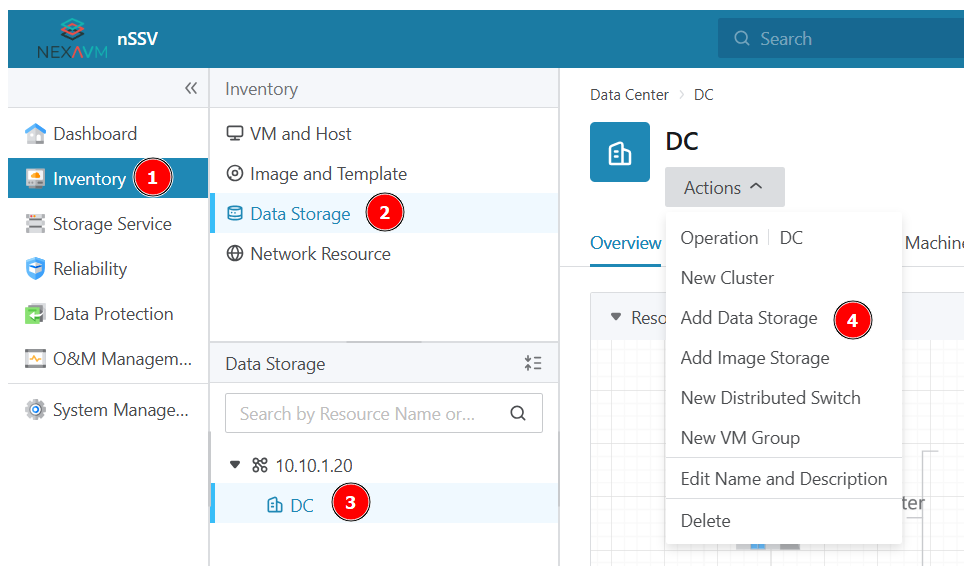 NEXAVM nSSV
Search
Dashboard
Inventory 1
Storage Service
Reliability
Data Protection
O&M Managem...
System Manage...
Inventory
VM and Host
Image and Template
Data Storage 2
Network Resource
Data Storage
Search by Resource Name or...
10.10.1.20
DC 3
Data Center > DC
DC
Actions
Overview
Machine
Reso
Operation | DC
New Cluster
Add Data Storage 4
Add Image Storage
New Distributed Switch
New VM Group
Edit Name and Description
Delete
ter